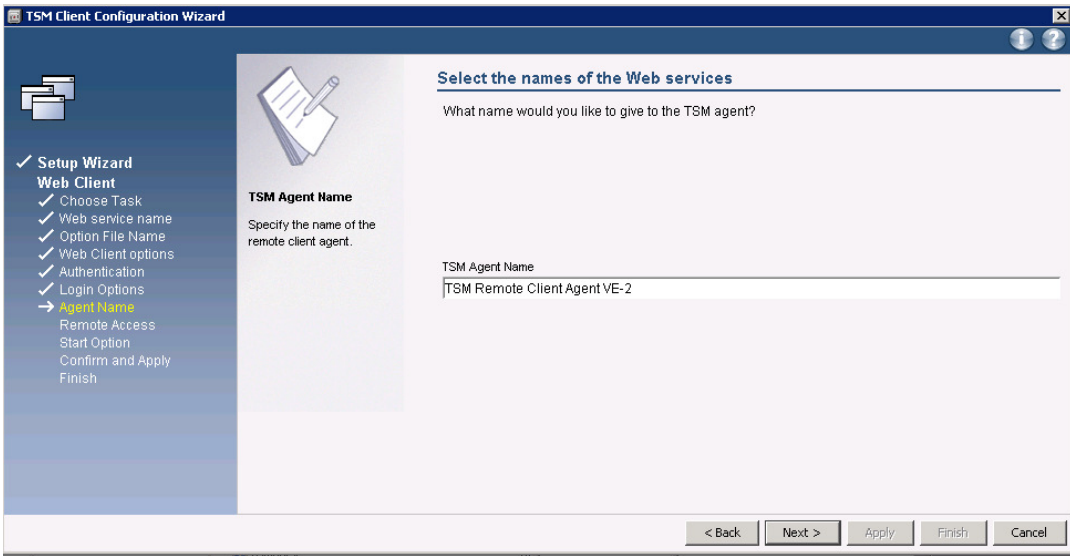 TSM Client Configuration Wizard
Setup Wizard
Web Client
Choose Task
Web service name
Option File Name
Web Client options
Authentication
Login Options
Agent Name
Remote Access
Start Option
Confirm and Apply
Finish
TSM Agent Name
Specify the name of the
remote client agent.
Select the names of the Web services
What name would you like to give to the TSM agent?
TSM Agent Name
TSM Remote Client Agent VE-2
< Back
Next >
Apply
Finish
Cancel